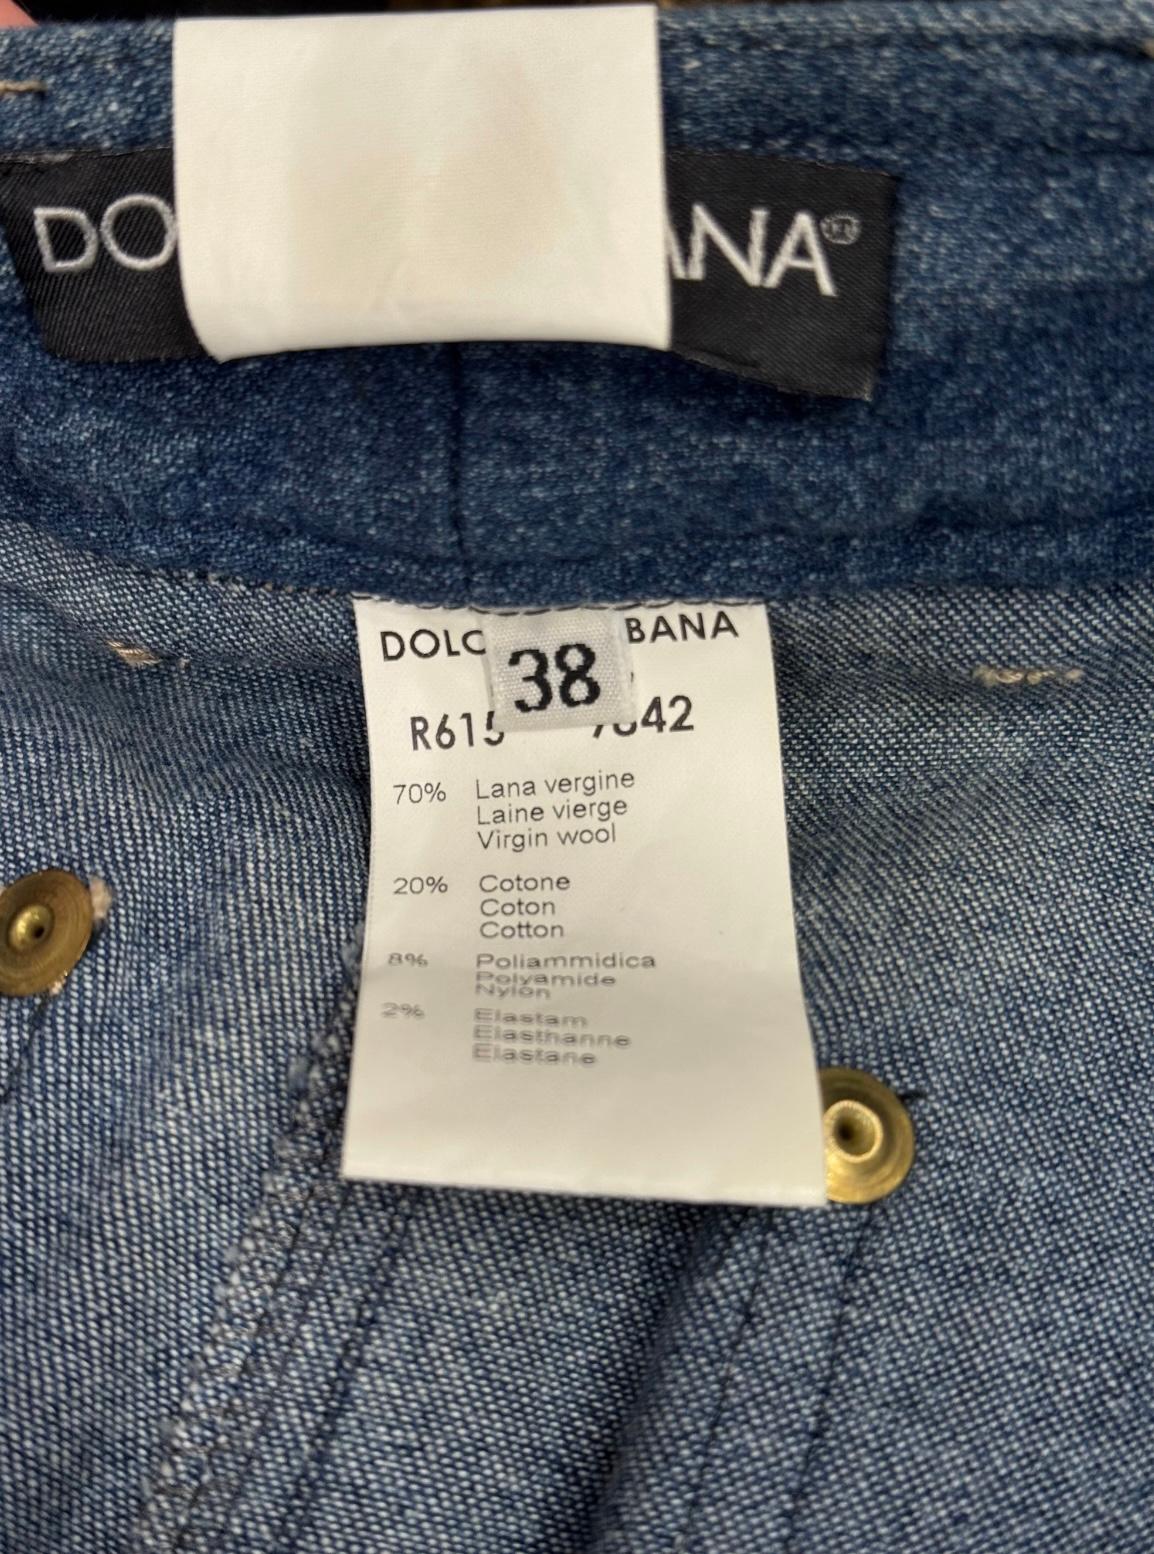 DO ANA®
DOLC BANA
38
R615 7842
70% Lana vergine
Laine vierge
Virgin wool
20% Cotone
Coton
Cotton
8% Poliammidica
Polyamide
Nylon
2% Elastam
Elasthanne
Elastane